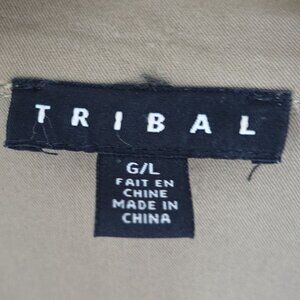 TRIBAL
G/L
FAIT EN
CHINE
MADE IN
CHINA